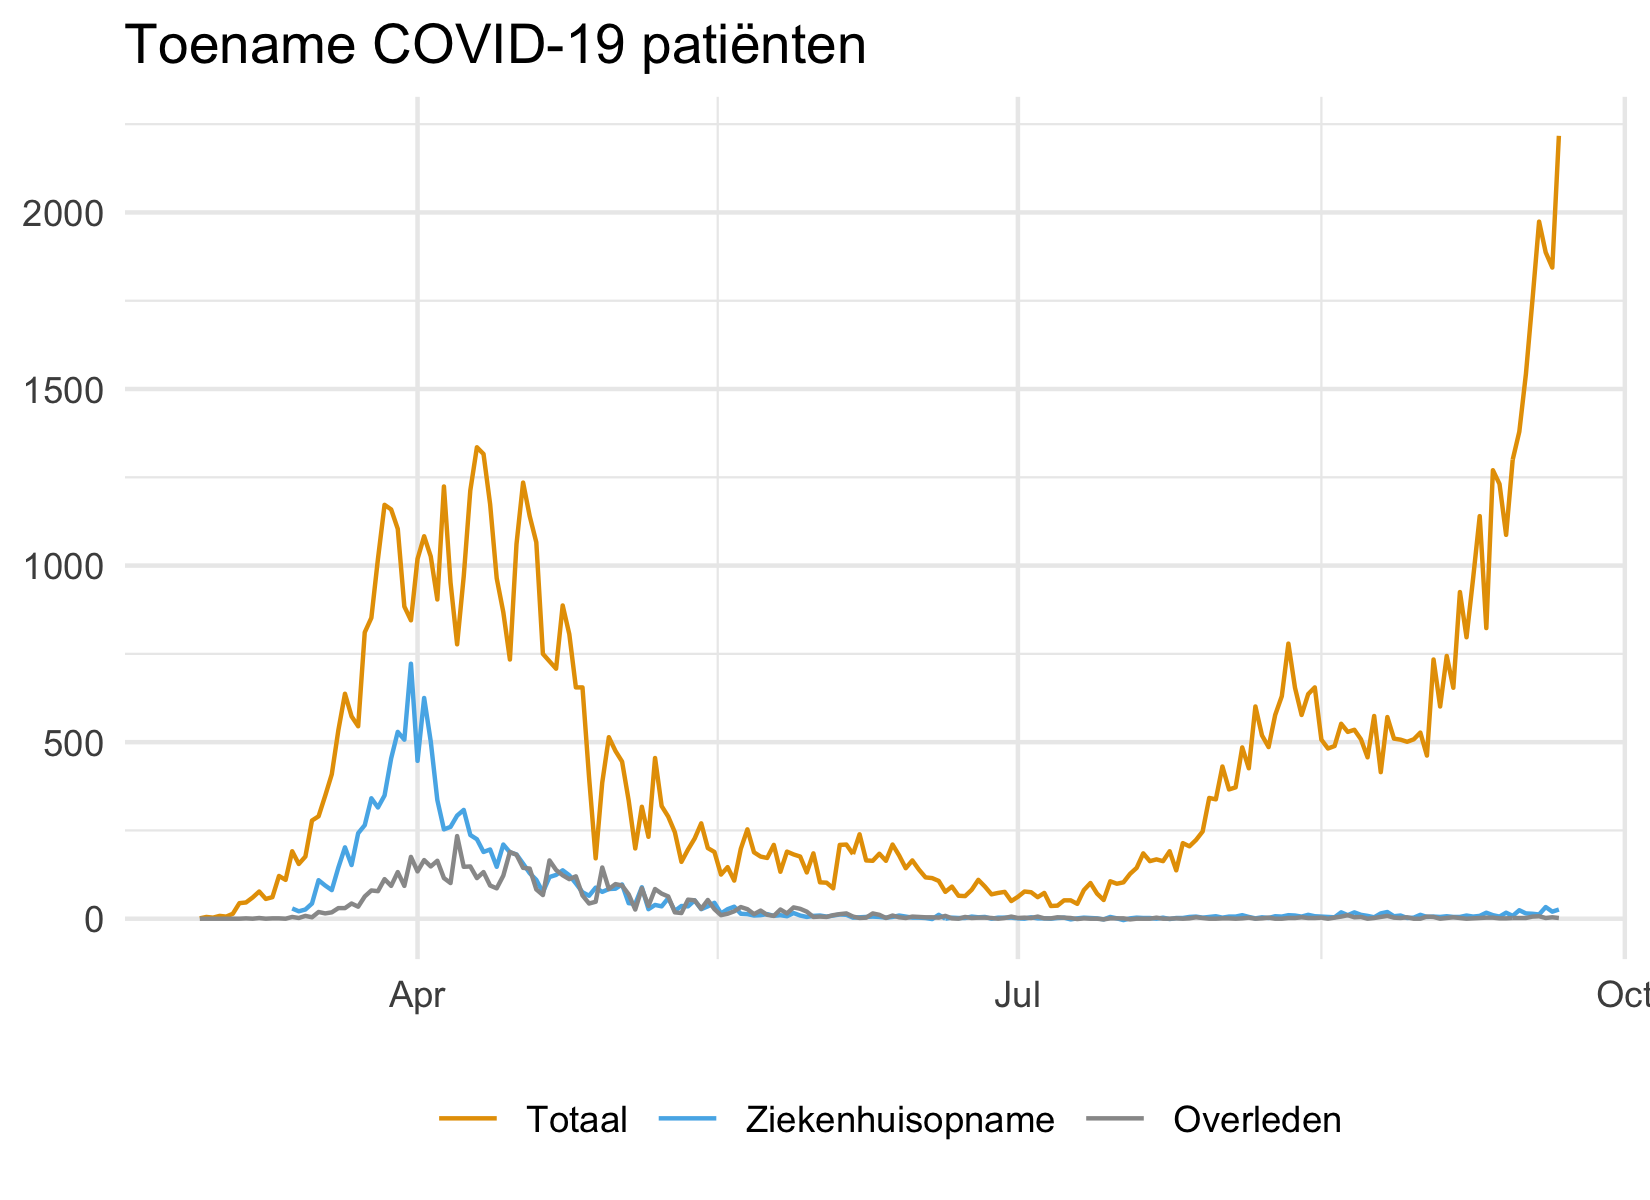 Toename COVID-19 patiënten
2000
1500
1000
500
0
Apr Jul Oct
Totaal Ziekenhuisopname Overleden